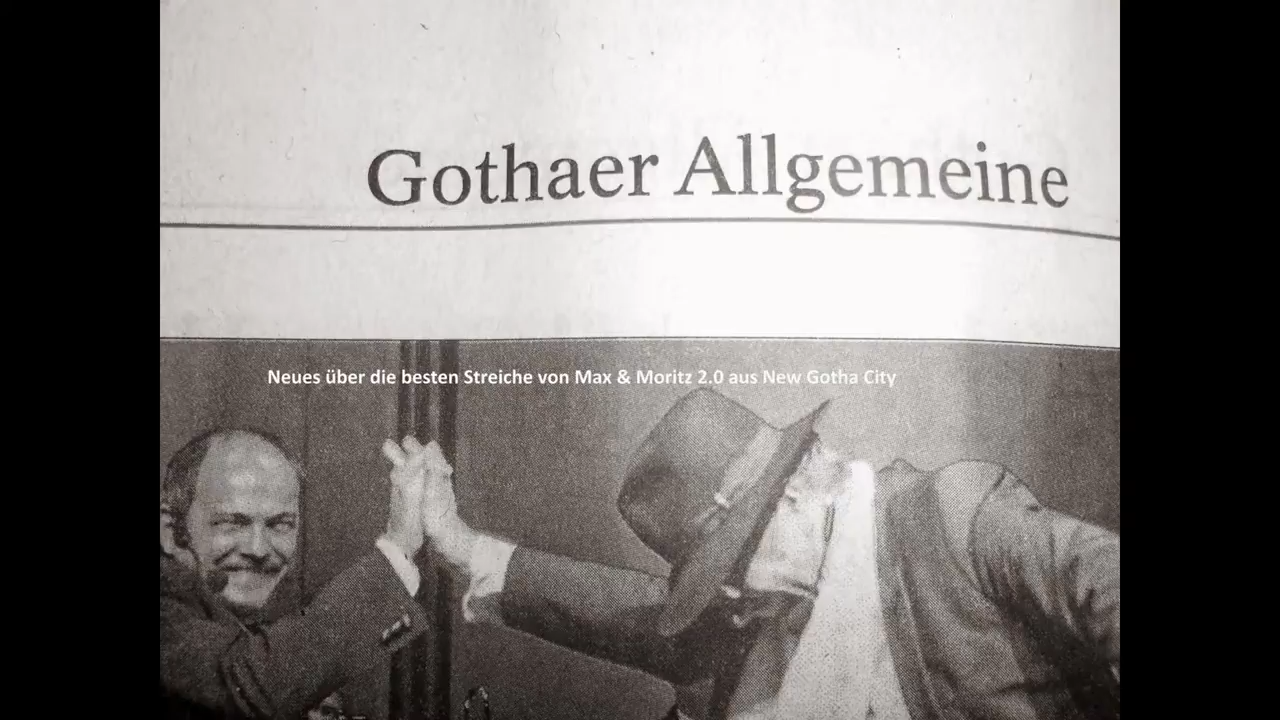 Gothaer Allgemeine
Neues über die besten Streiche von Max & Moritz 2.0 aus New Gotha City